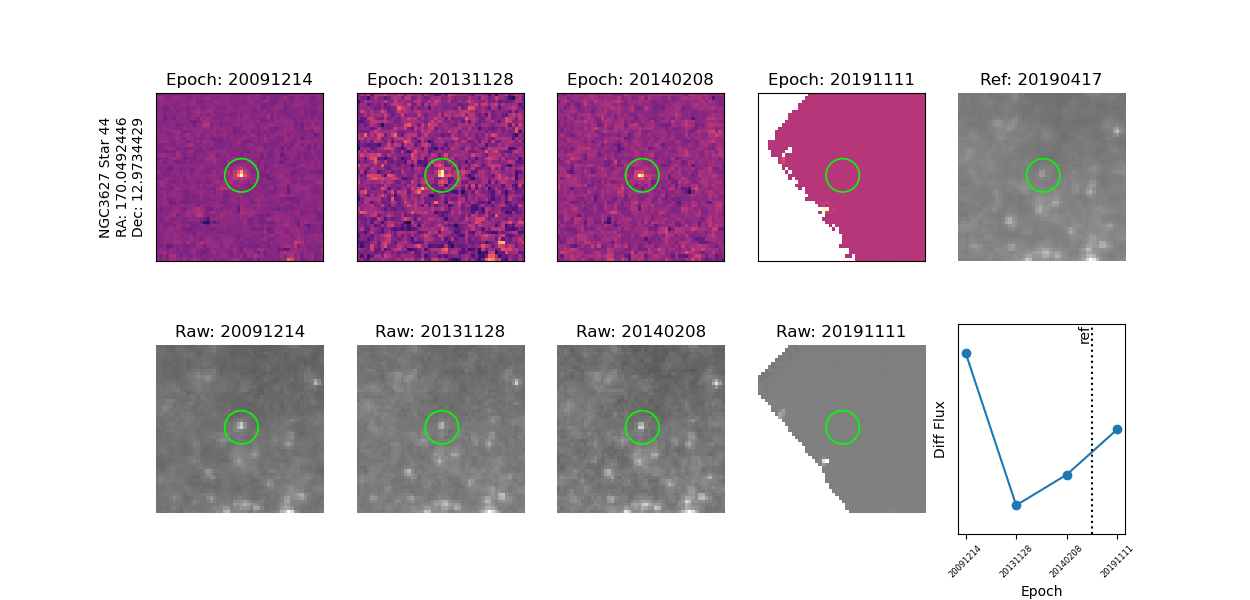 NGC3627 Star 44
RA: 170.0492446
Dec: 12.9734429
Epoch: 20091214
Epoch: 20131128
Epoch: 20140208
Epoch: 20191111
Ref: 20190417
Raw: 20091214
Raw: 20131128
Raw: 20140208
Raw: 20191111
ref
Diff Flux
20091214
20131128
20140208
20191111
Epoch